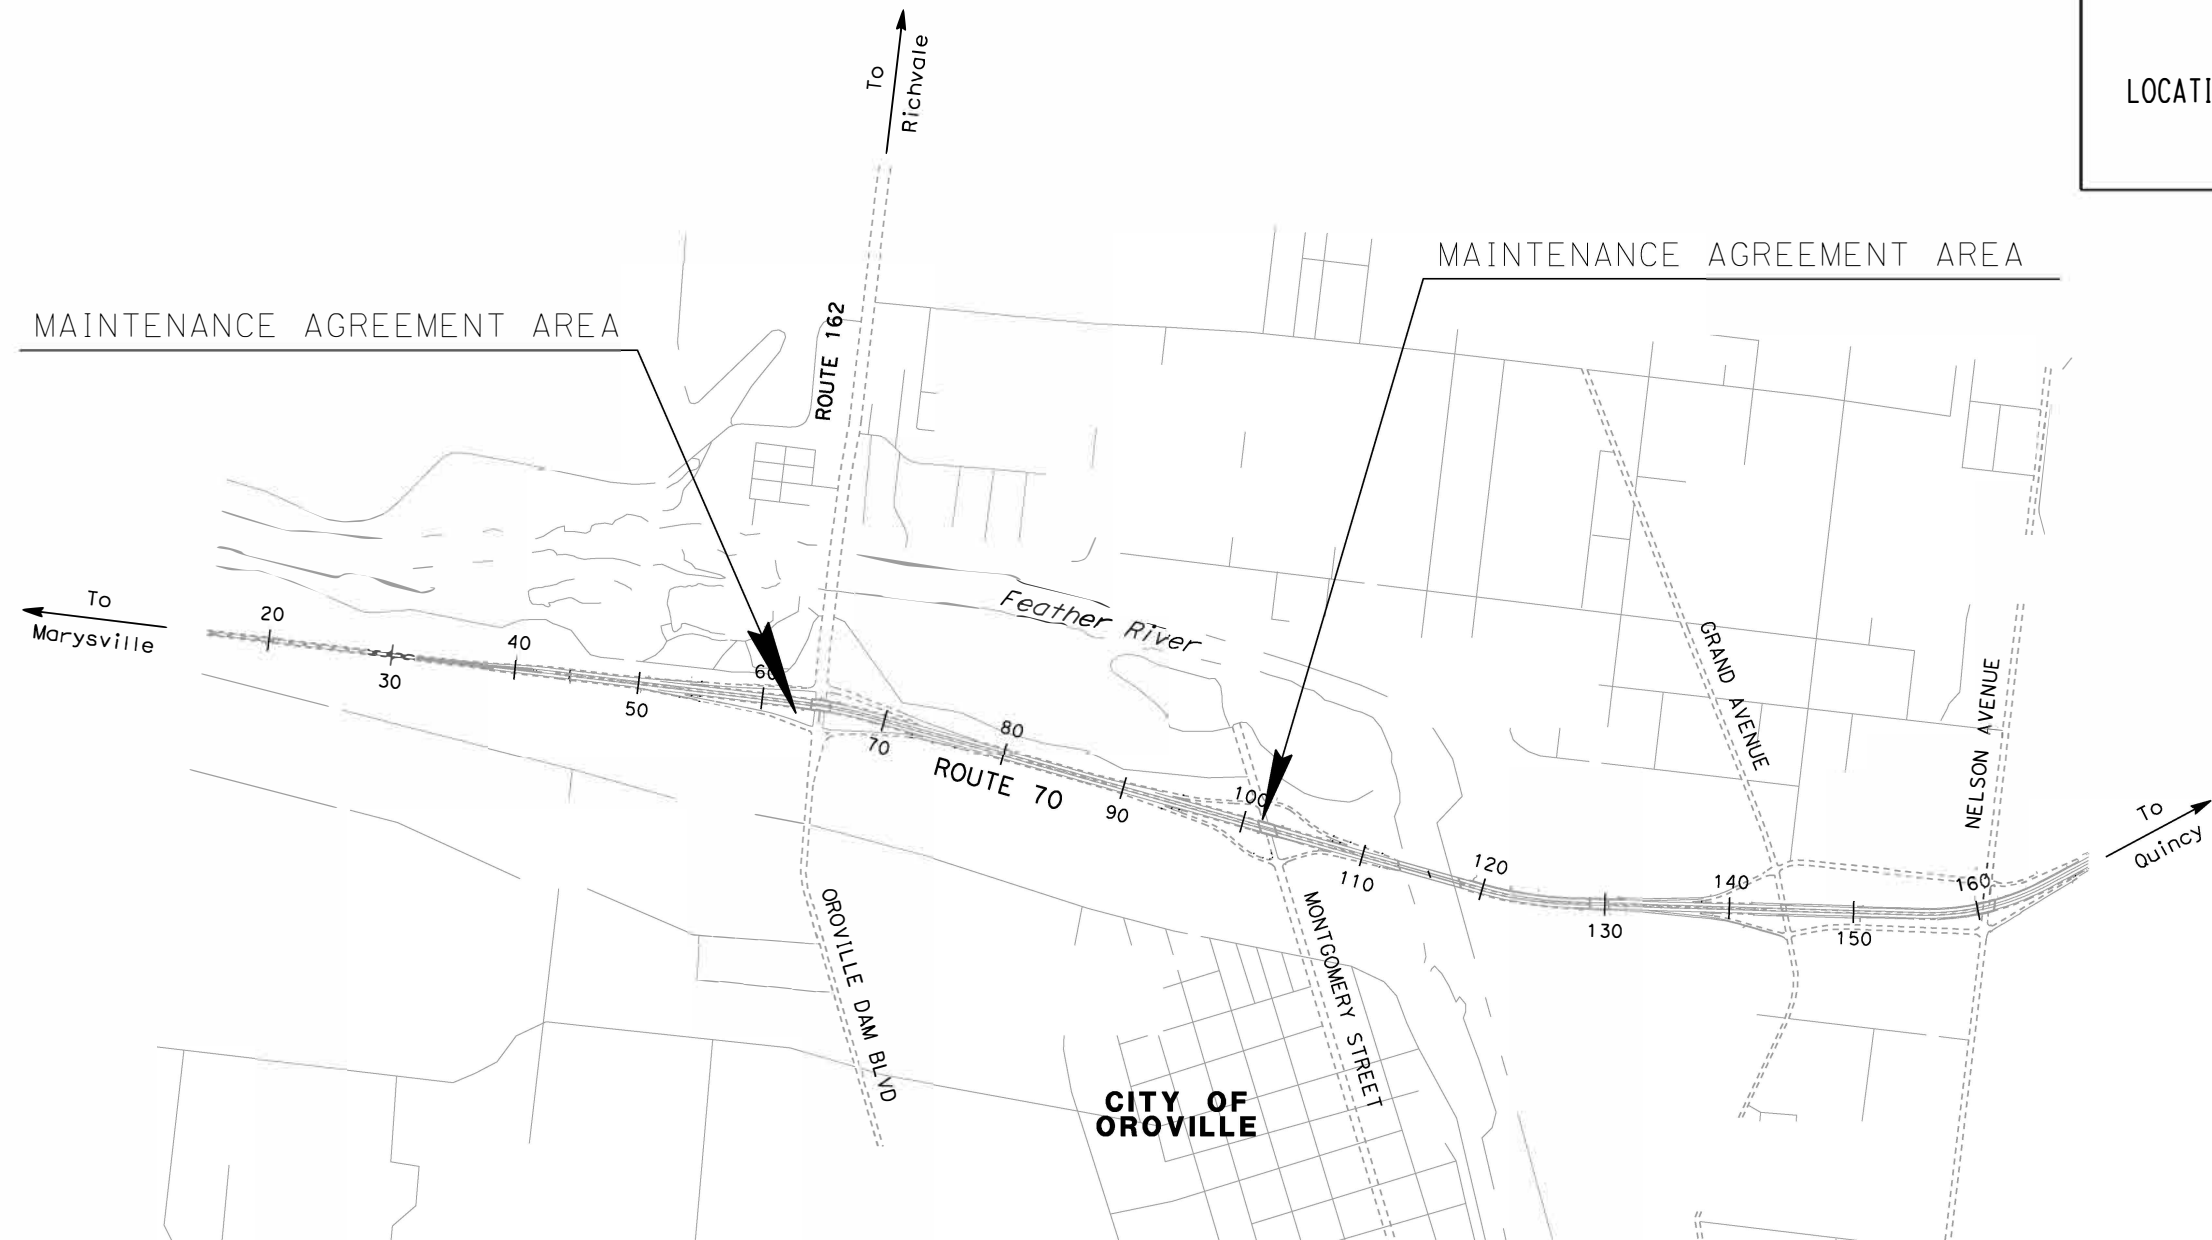 To
Richvale
LOCATI
MAINTENANCE AGREEMENT AREA
MAINTENANCE AGREEMENT AREA
ROUTE 162
To
Marysville
20
30
40
50
60
70
80
90
100
110
120
130
140
150
160
Feather River
ROUTE 70
GRAND AVENUE
NELSON AVENUE
To
Quincy
OROVILLE DAM BLVD
MONTGOMERY STREET
CITY OF
OROVILLE